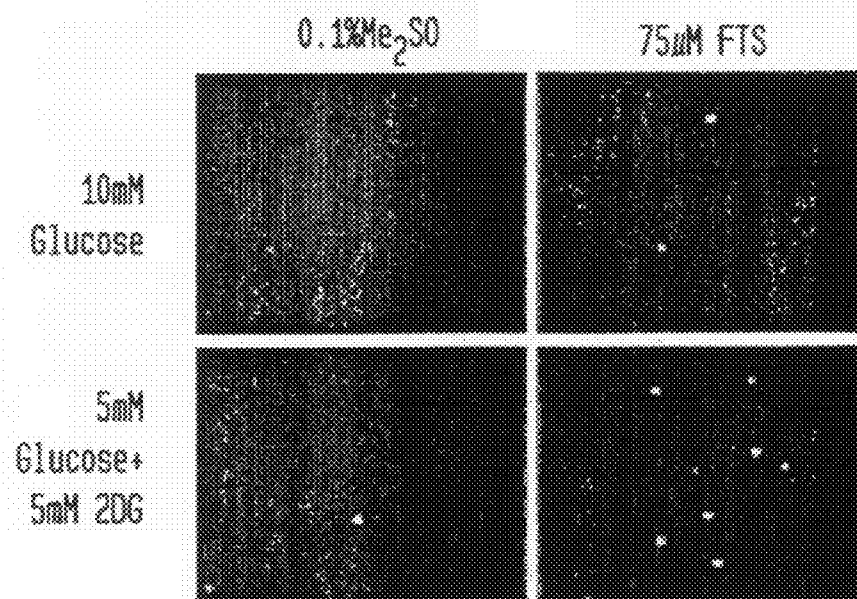 0.1%Me₂SO
75µM FTS
10mM
Glucose
5mM
Glucose+
5mM 2DG